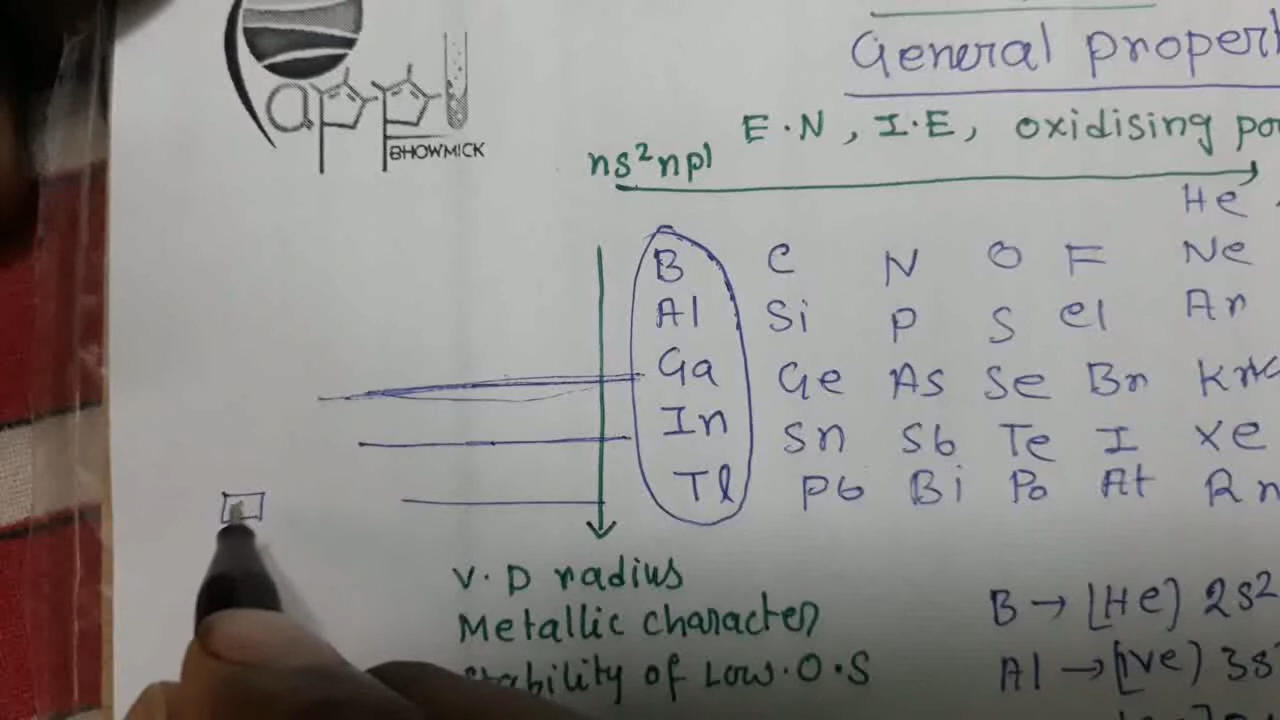 BHOWMICK
General propert
E.N, I.E, oxidising po
ns²np1
He
B C N O F Ne
Al Si P S Cl Ar
Ga Ge As Se Br Kr
In Sn Sb Te I Xe
Tl Pb Bi Po At Rn
V.D radius
Metallic character
stability of Low.O.S
B → [He] 2s²
Al → [Ne] 3s²